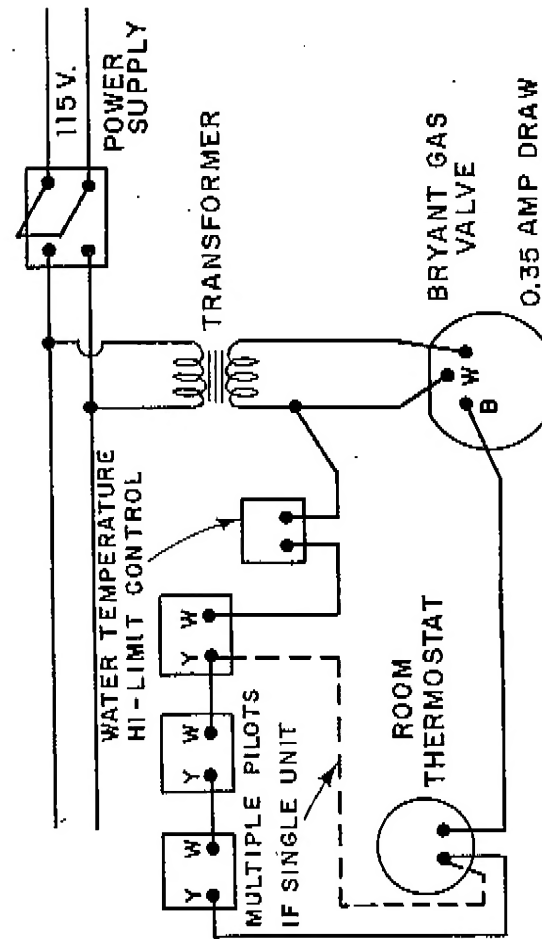 115 V.
POWER
SUPPLY
TRANSFORMER
BRYANT GAS
VALVE
0.35 AMP DRAW
W
B
WATER TEMPERATURE
HI-LIMIT CONTROL
Y W
Y W
Y W
MULTIPLE PILOTS
IF SINGLE UNIT
ROOM
THERMOSTAT